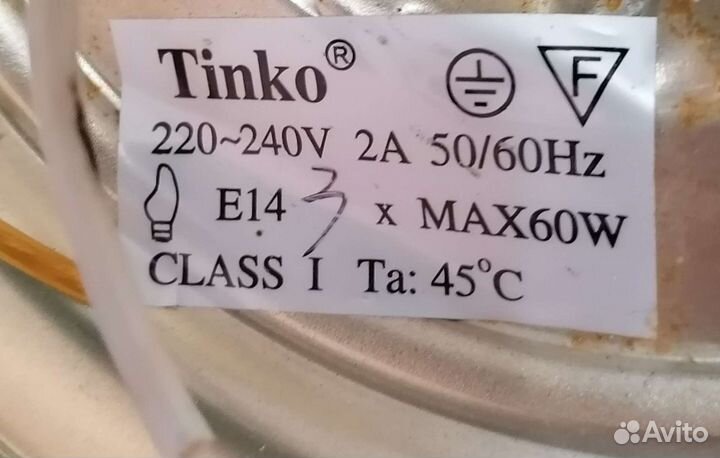 Tinko®
F
220~240V 2A 50/60Hz
E14 3 x MAX60W
CLASS I Ta: 45°C
Avito